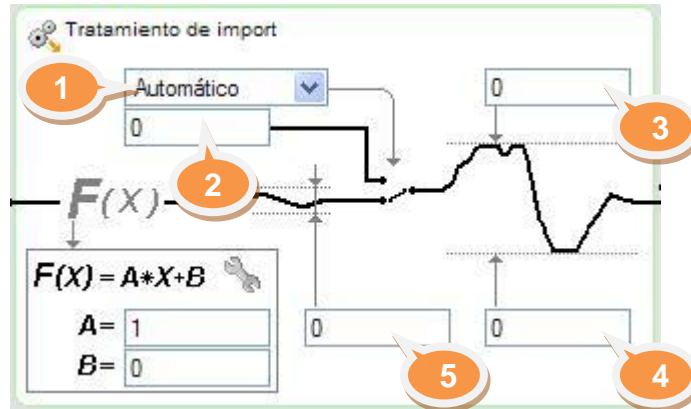 Tratamiento de import
1
Automático
0
2
0
3
F(X)
F(X) = A*X+B
A= 1
B= 0
0
5
0
4